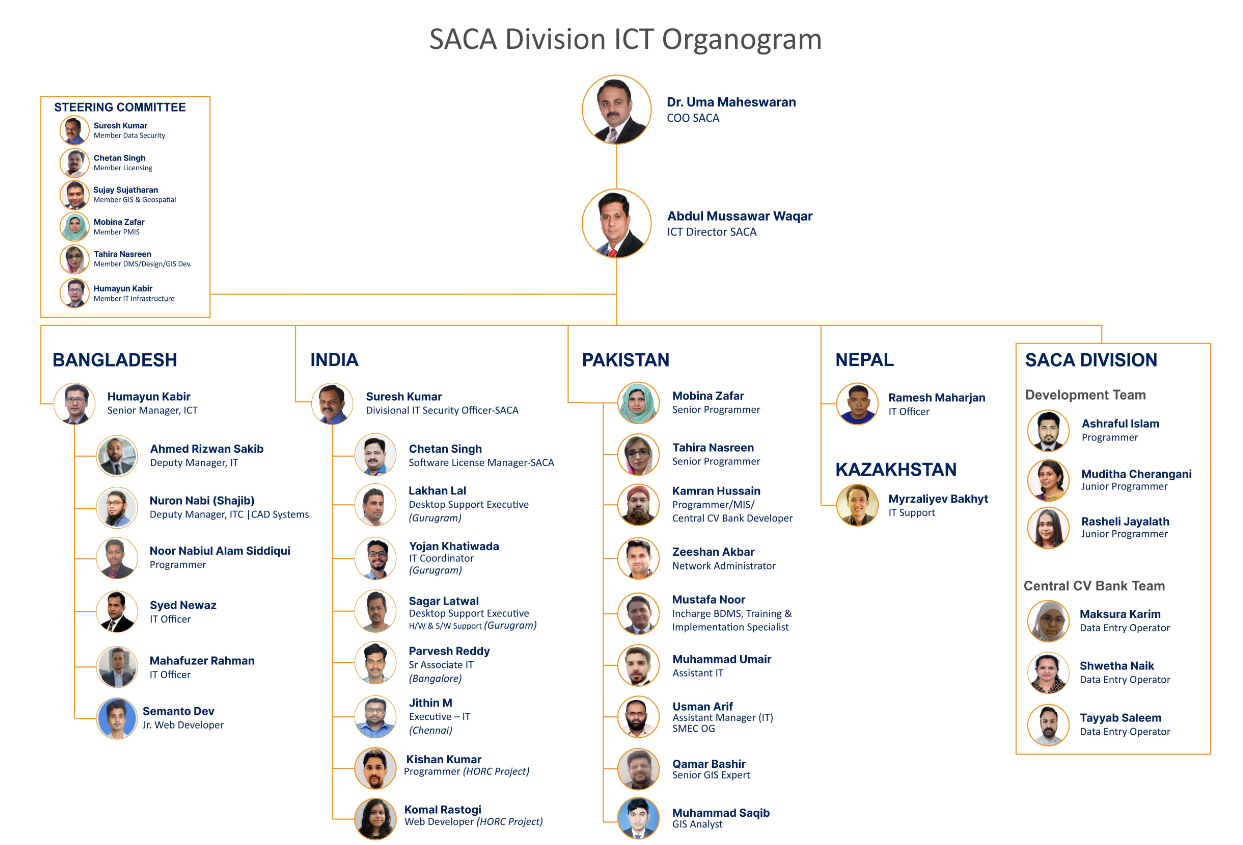 SACA Division ICT Organogram
Dr. Uma Maheswaran
COO SACA
Abdul Mussawar Waqar
ICT Director SACA
STEERING COMMITTEE
Suresh Kumar
Member Data Security
Chetan Singh
Member Licensing
Sujay Sujatharan
Member GIS & Geospatial
Mobina Zafar
Member PMIS
Tahira Nasreen
Member DMS/Design/GIS Dev.
Humayun Kabir
Member IT Infrastructure
BANGLADESH
Humayun Kabir
Senior Manager, ICT
Ahmed Rizwan Sakib
Deputy Manager, IT
Nuron Nabi (Shajib)
Deputy Manager, ITC |CAD Systems
Noor Nabiul Alam Siddiqui
Programmer
Syed Newaz
IT Officer
Mahafuzer Rahman
IT Officer
Semanto Dev
Jr. Web Developer
INDIA
Suresh Kumar
Divisional IT Security Officer-SACA
Chetan Singh
Software License Manager-SACA
Lakhan Lal
Desktop Support Executive
(Gurugram)
Yojan Khatiwada
IT Coordinator
(Gurugram)
Sagar Latwal
Desktop Support Executive
H/W & S/W Support (Gurugram)
Parvesh Reddy
Sr Associate IT
(Bangalore)
Jithin M
Executive – IT
(Chennai)
Kishan Kumar
Programmer (HORC Project)
Komal Rastogi
Web Developer (HORC Project)
PAKISTAN
Mobina Zafar
Senior Programmer
Tahira Nasreen
Senior Programmer
Kamran Hussain
Programmer/MIS/
Central CV Bank Developer
Zeeshan Akbar
Network Administrator
Mustafa Noor
Incharge BDMS, Training &
Implementation Specialist
Muhammad Umair
Assistant IT
Usman Arif
Assistant Manager (IT)
SMEC OG
Qamar Bashir
Senior GIS Expert
Muhammad Saqib
GIS Analyst
NEPAL
Ramesh Maharjan
IT Officer
KAZAKHSTAN
Myrzaliyev Bakhyt
IT Support
SACA DIVISION
Development Team
Ashraful Islam
Programmer
Muditha Cherangani
Junior Programmer
Rasheli Jayalath
Junior Programmer
Central CV Bank Team
Maksura Karim
Data Entry Operator
Shwetha Naik
Data Entry Operator
Tayyab Saleem
Data Entry Operator